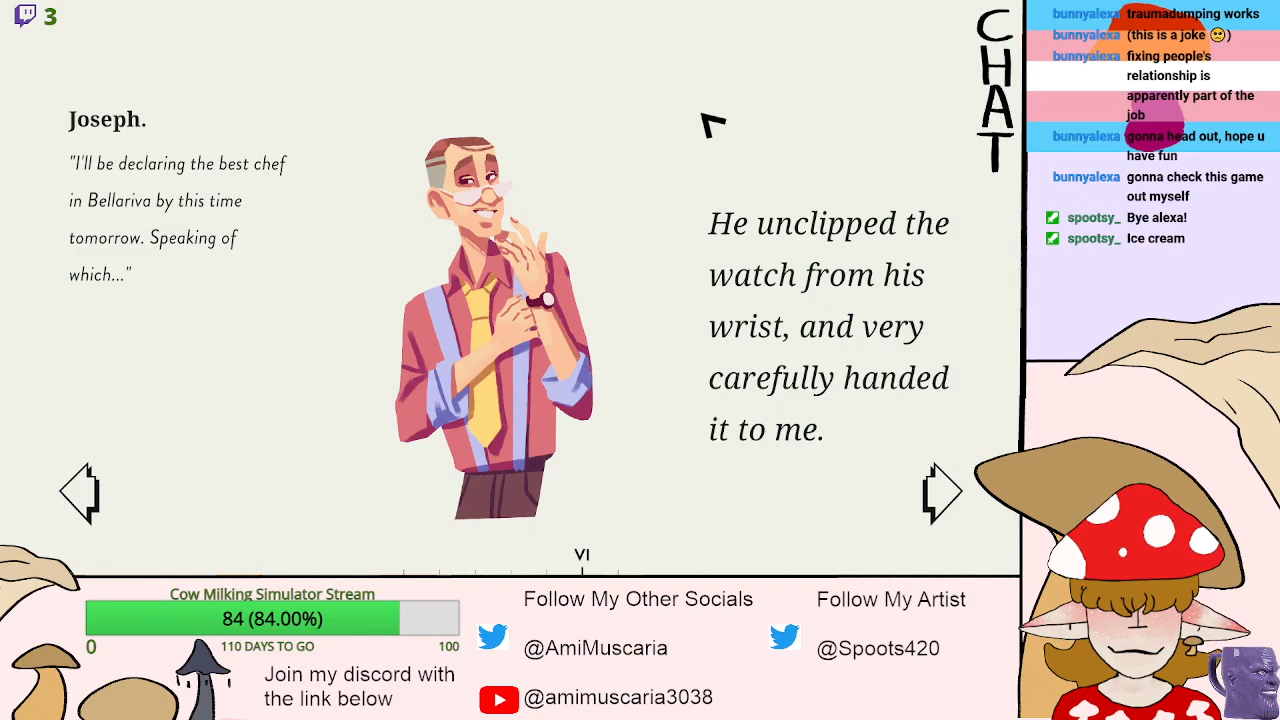 3
Joseph.
"I'll be declaring the best chef
in Bellariva by this time
tomorrow. Speaking of
which..."
He unclipped the
watch from his
wrist, and very
carefully handed
it to me.
VI
CHAT
bunnyalexa traumadumping works
bunnyalexa (this is a joke 🥺)
bunnyalexa fixing people's
relationship is
apparently part of the
job
bunnyalexa gonna head out, hope u
have fun
bunnyalexa gonna check this game
out myself
spootsy_ Bye alexa!
spootsy_ Ice cream
Cow Milking Simulator Stream
84 (84.00%)
0 110 DAYS TO GO 100
Join my discord with
the link below
Follow My Other Socials
@AmiMuscaria
@amimuscaria3038
Follow My Artist
@Spoots420